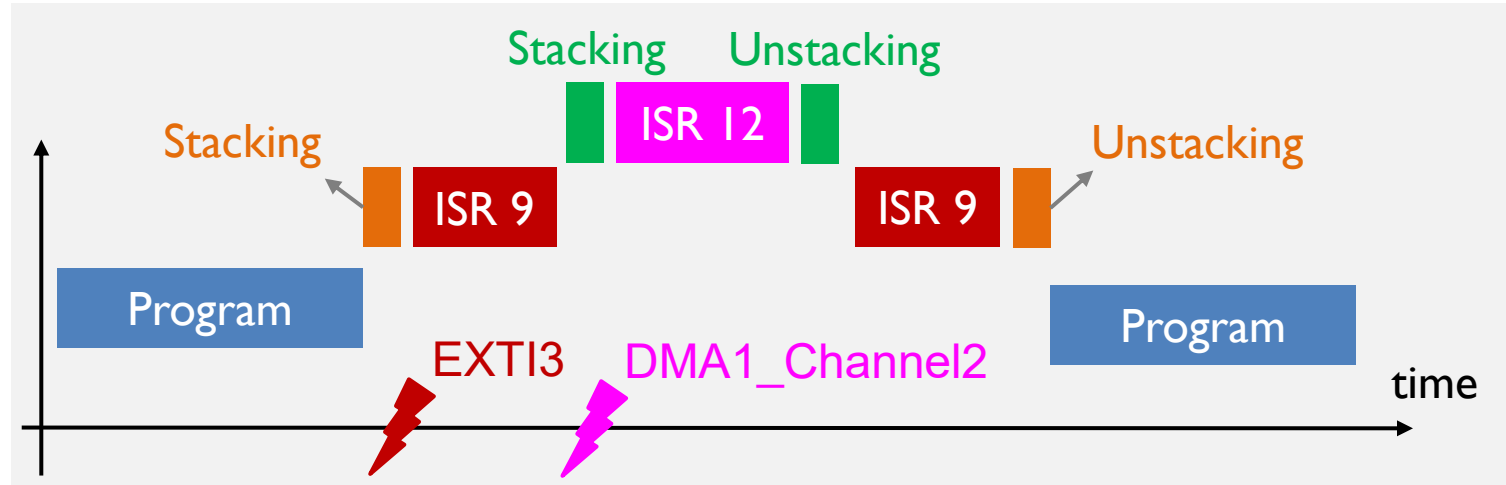 Stacking Unstacking
ISR 12
Stacking
Unstacking
ISR 9
ISR 9
Program
Program
EXTI3
DMA1_Channel2
time